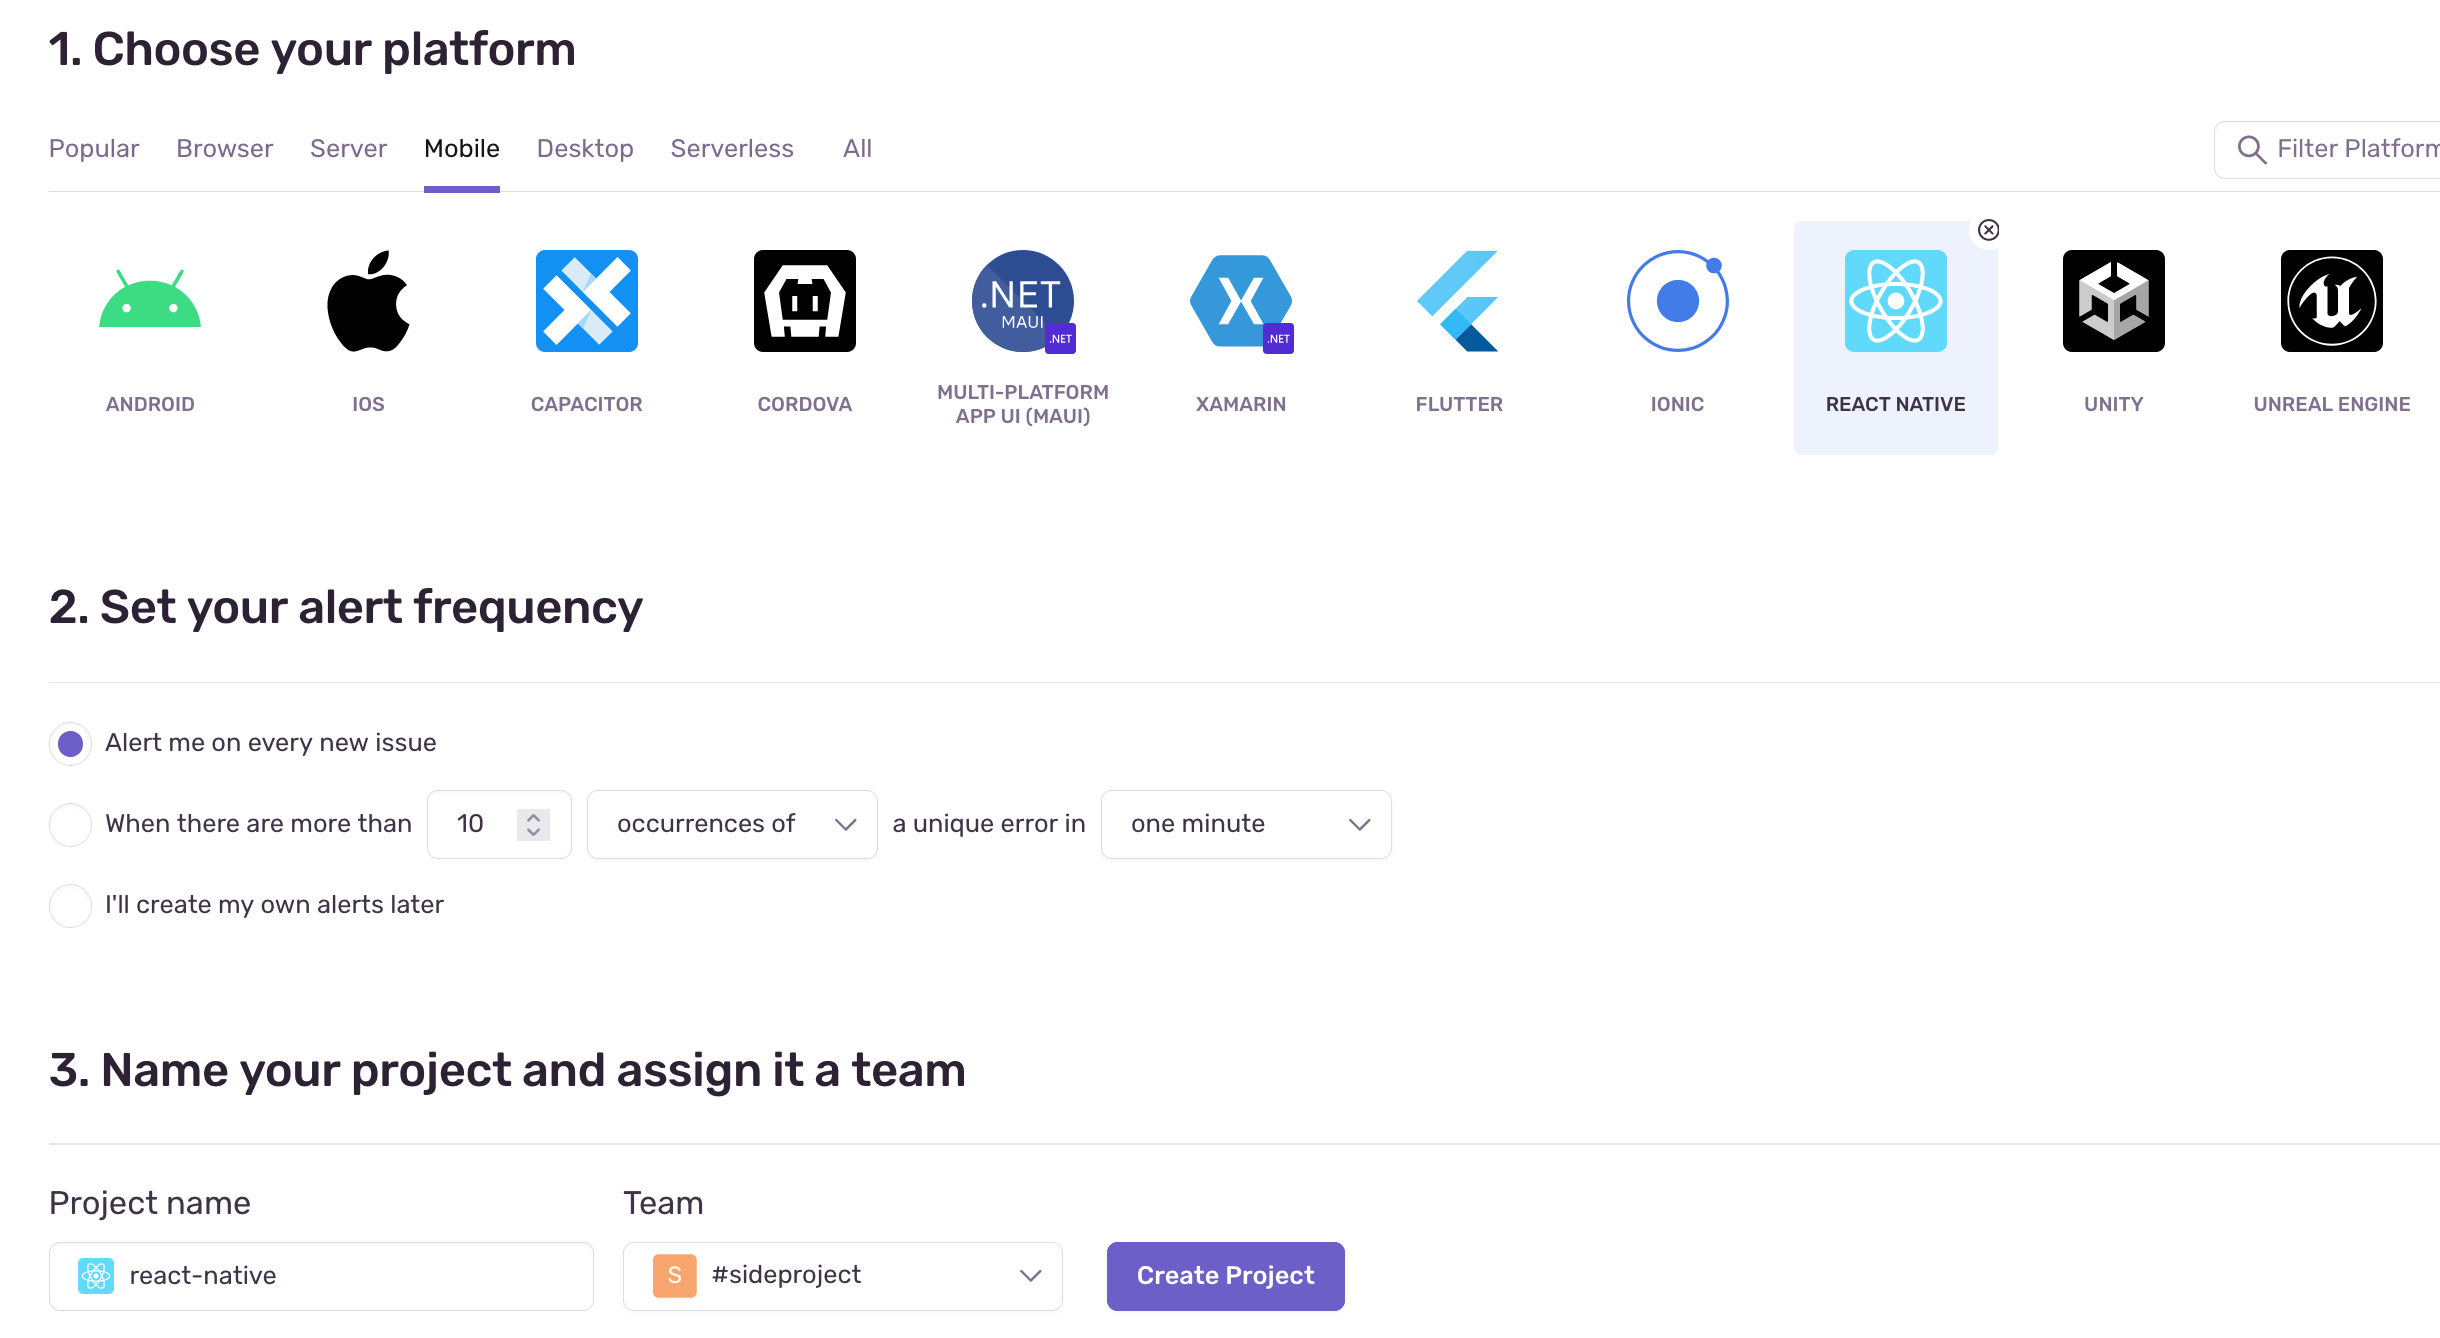 1. Choose your platform
Popular Browser Server Mobile Desktop Serverless All Filter Platform
.NET
MAUI
.NET
.NET
ANDROID IOS CAPACITOR CORDOVA MULTI-PLATFORM APP UI (MAUI) XAMARIN FLUTTER IONIC REACT NATIVE UNITY UNREAL ENGINE
2. Set your alert frequency
Alert me on every new issue
When there are more than 10 occurrences of a unique error in one minute
I'll create my own alerts later
3. Name your project and assign it a team
Project name Team
react-native S #sideproject Create Project